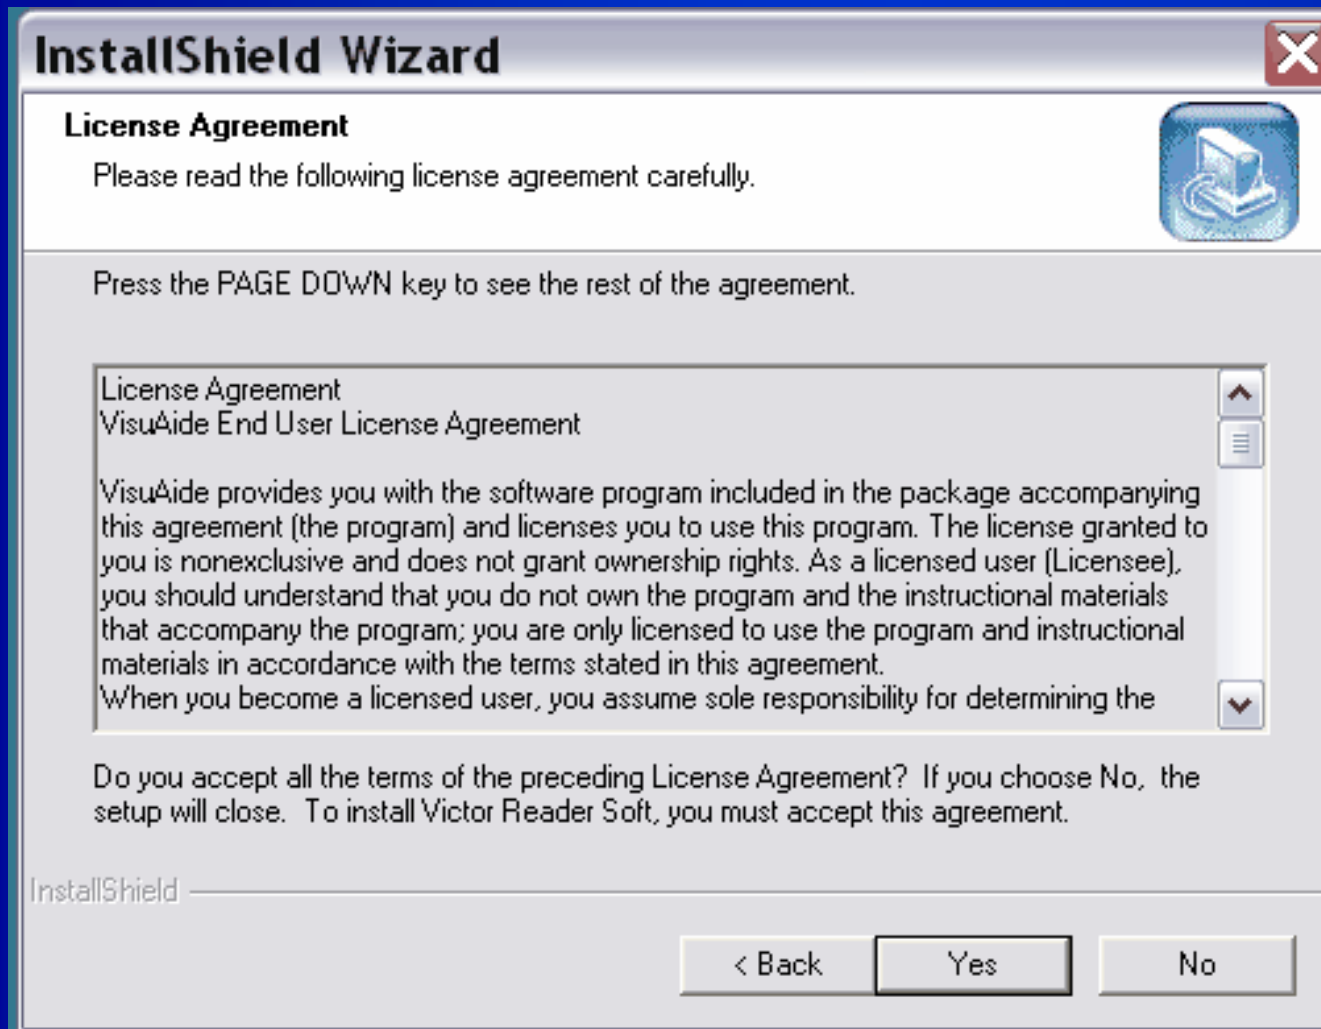 InstallShield Wizard
License Agreement
Please read the following license agreement carefully.
Press the PAGE DOWN key to see the rest of the agreement.
License Agreement
VisuAide End User License Agreement
VisuAide provides you with the software program included in the package accompanying
this agreement (the program) and licenses you to use this program. The license granted to
you is nonexclusive and does not grant ownership rights. As a licensed user (Licensee),
you should understand that you do not own the program and the instructional materials
that accompany the program; you are only licensed to use the program and instructional
materials in accordance with the terms stated in this agreement.
When you become a licensed user, you assume sole responsibility for determining the
Do you accept all the terms of the preceding License Agreement?  If you choose No,  the
setup will close.  To install Victor Reader Soft, you must accept this agreement.
InstallShield
< Back Yes No